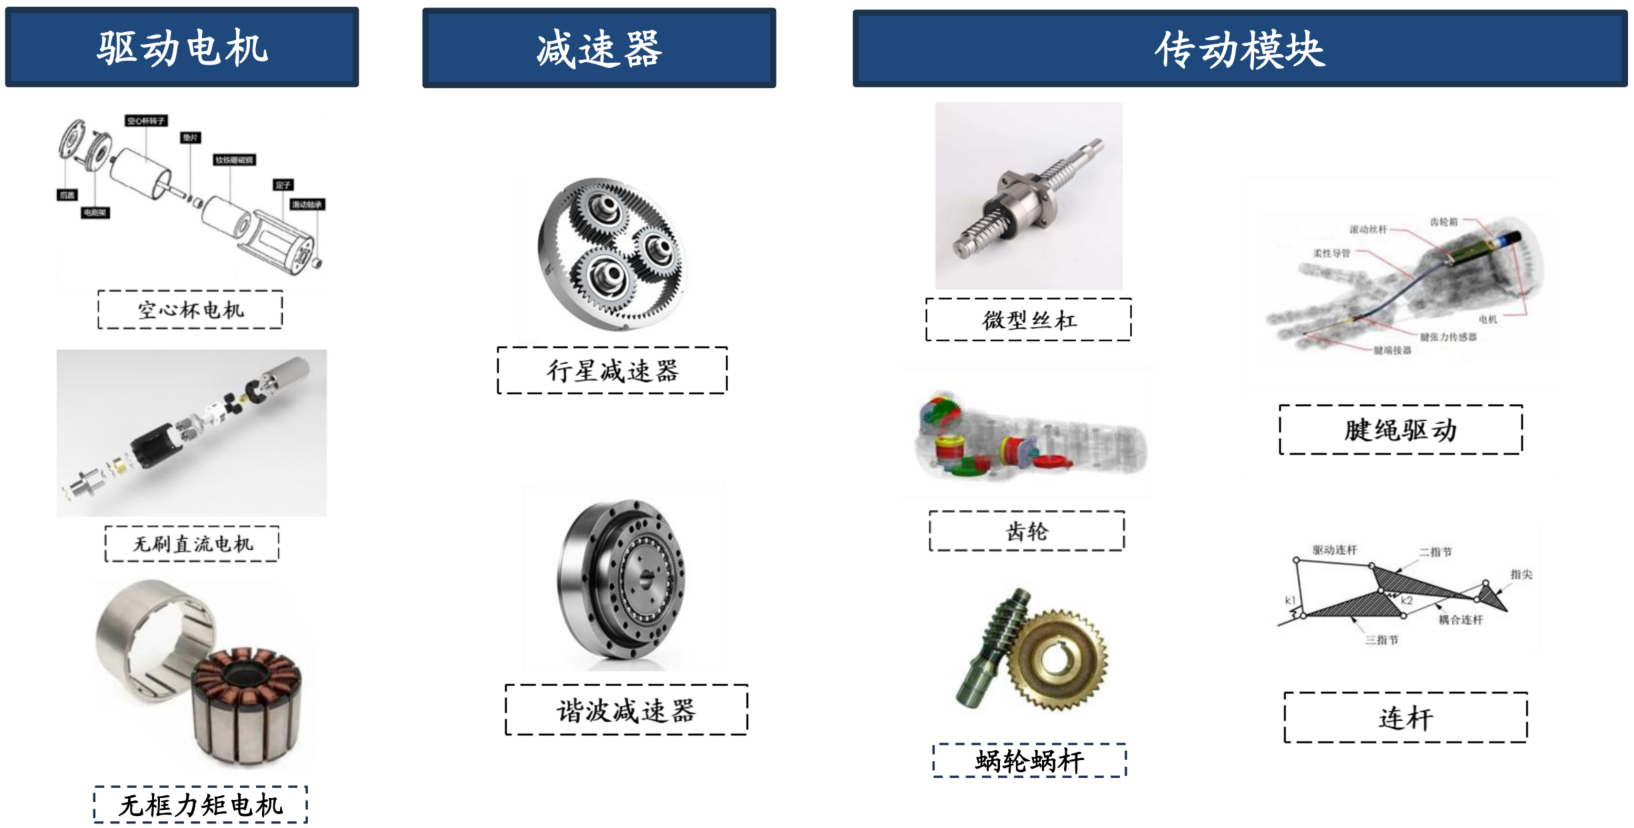 驱动电机
减速器
传动模块
空心杯转子
垫片
钕铁硼磁钢
定子
滑动轴承
后盖
电刷架
空心杯电机
无刷直流电机
无框力矩电机
行星减速器
谐波减速器
微型丝杠
齿轮
蜗轮蜗杆
齿轮箱
滚动丝杆
柔性导管
电机
腱张力传感器
腱端接器
腱绳驱动
驱动连杆
二指节
指尖
k1
k2
耦合连杆
三指节
连杆